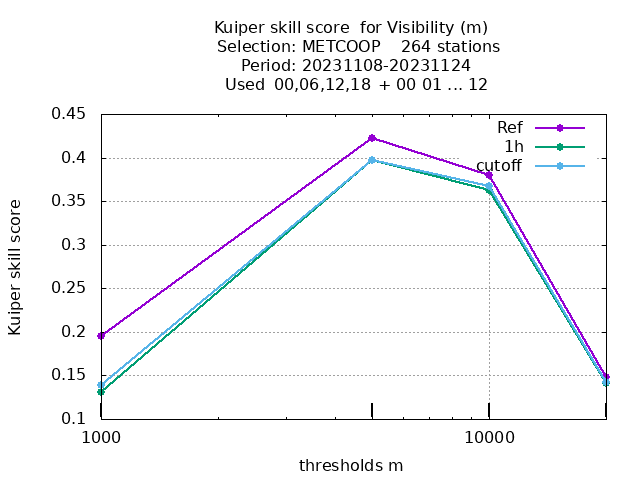 Kuiper skill score  for Visibility (m)
Selection: METCOOP    264 stations
Period: 20231108-20231124
Used  00,06,12,18  + 00 01 ... 12
Ref
1h
cutoff
Kuiper skill score
0.45
0.4
0.35
0.3
0.25
0.2
0.15
0.1
1000
10000
thresholds m